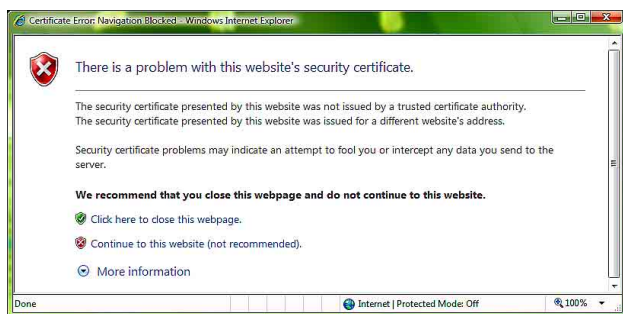 Certificate Error: Navigation Blocked - Windows Internet Explorer
There is a problem with this website's security certificate.
The security certificate presented by this website was not issued by a trusted certificate authority.
The security certificate presented by this website was issued for a different website's address.
Security certificate problems may indicate an attempt to fool you or intercept any data you send to the
server.
We recommend that you close this webpage and do not continue to this website.
Click here to close this webpage.
Continue to this website (not recommended).
More information
Done
Internet | Protected Mode: Off
100%